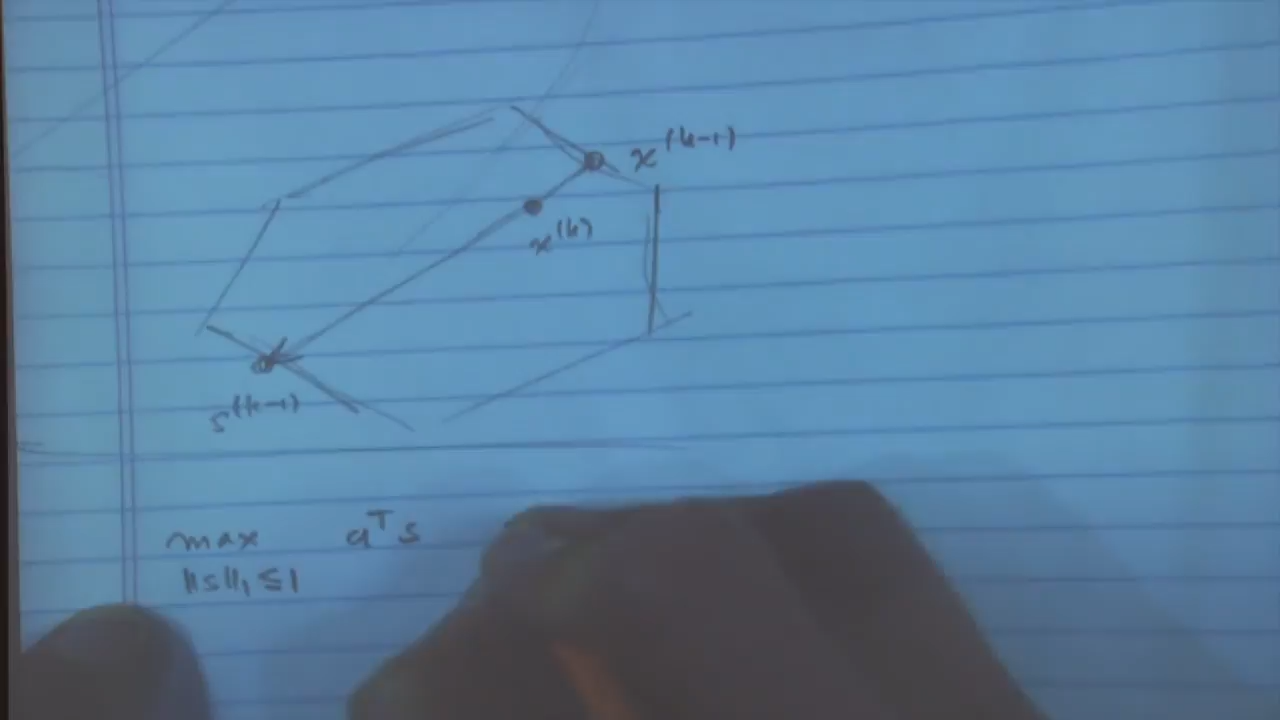 x^(k-1)
x^(k)
s^(k-1)
max a^T s
||s||_1 ≤ 1